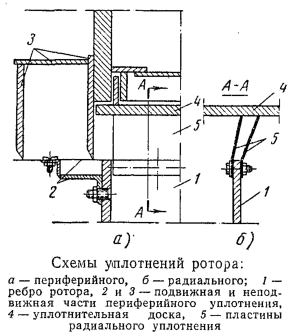 3
A
A-A
4
4
5
5
2
1
1
A
а)
б)
Схемы уплотнений ротора:
а — периферийного, б — радиального; 1 —
ребро ротора, 2 и 3 — подвижная и непод-
вижная части периферийного уплотнения,
4 — уплотнительная доска, 5 — пластины
радиального уплотнения